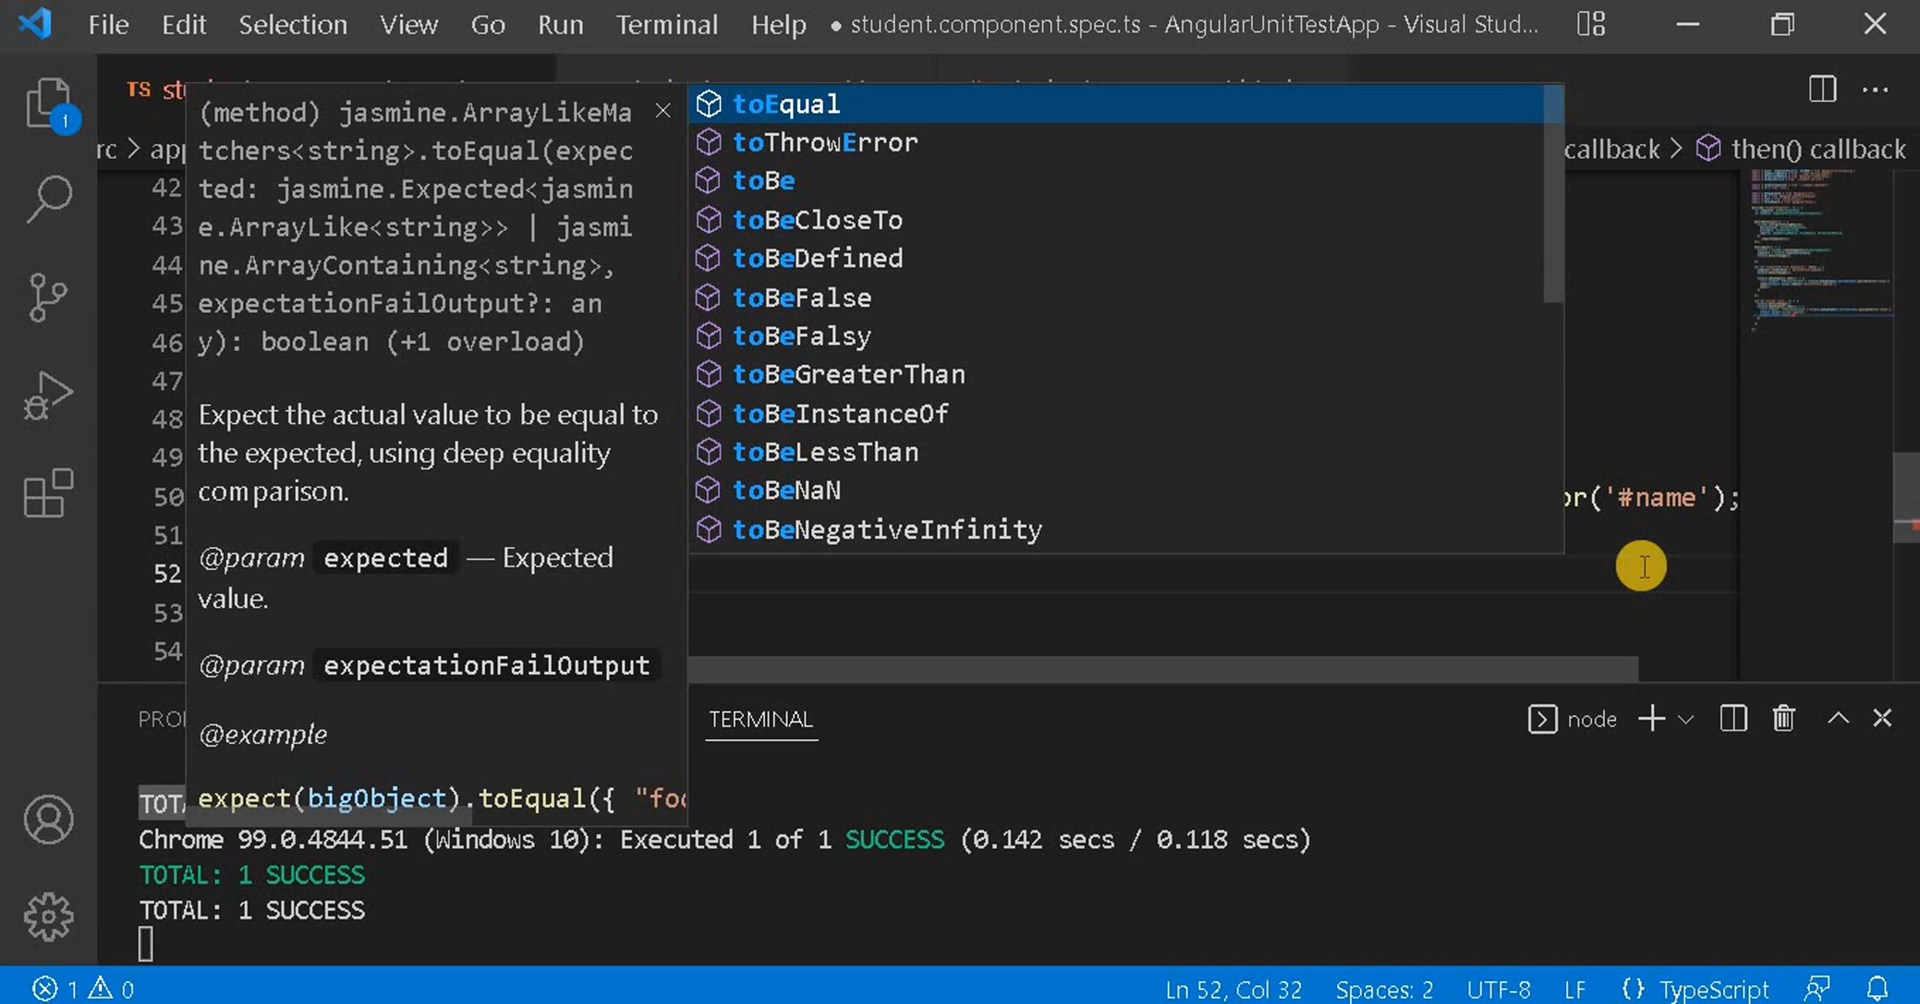 File Edit Selection View Go Run Terminal Help ● student.component.spec.ts - AngularUnitTestApp - Visual Stud...
TS st
rc > app
callback > then() callback
1
(method) jasmine.ArrayLikeMa
tchers<string>.toEqual(expec
ted: jasmine.Expected<jasmin
e.ArrayLike<string>> | jasmi
ne.ArrayContaining<string>,
expectationFailOutput?: an
y): boolean (+1 overload)
Expect the actual value to be equal to
the expected, using deep equality
comparison.
@param expected — Expected
value.
@param expectationFailOutput
@example
expect(bigObject).toEqual({ "foo
toEqual
toThrowError
toBe
toBeCloseTo
toBeDefined
toBeFalse
toBeFalsy
toBeGreaterThan
toBeInstanceOf
toBeLessThan
toBeNaN
toBeNegativeInfinity
42
43
44
45
46
47
48
49
50
51
52
53
54
or('#name');
PRO
TERMINAL
node
TOT
Chrome 99.0.4844.51 (Windows 10): Executed 1 of 1 SUCCESS (0.142 secs / 0.118 secs)
TOTAL: 1 SUCCESS
TOTAL: 1 SUCCESS
1 0
Ln 52, Col 32 Spaces: 2 UTF-8 LF {} TypeScript